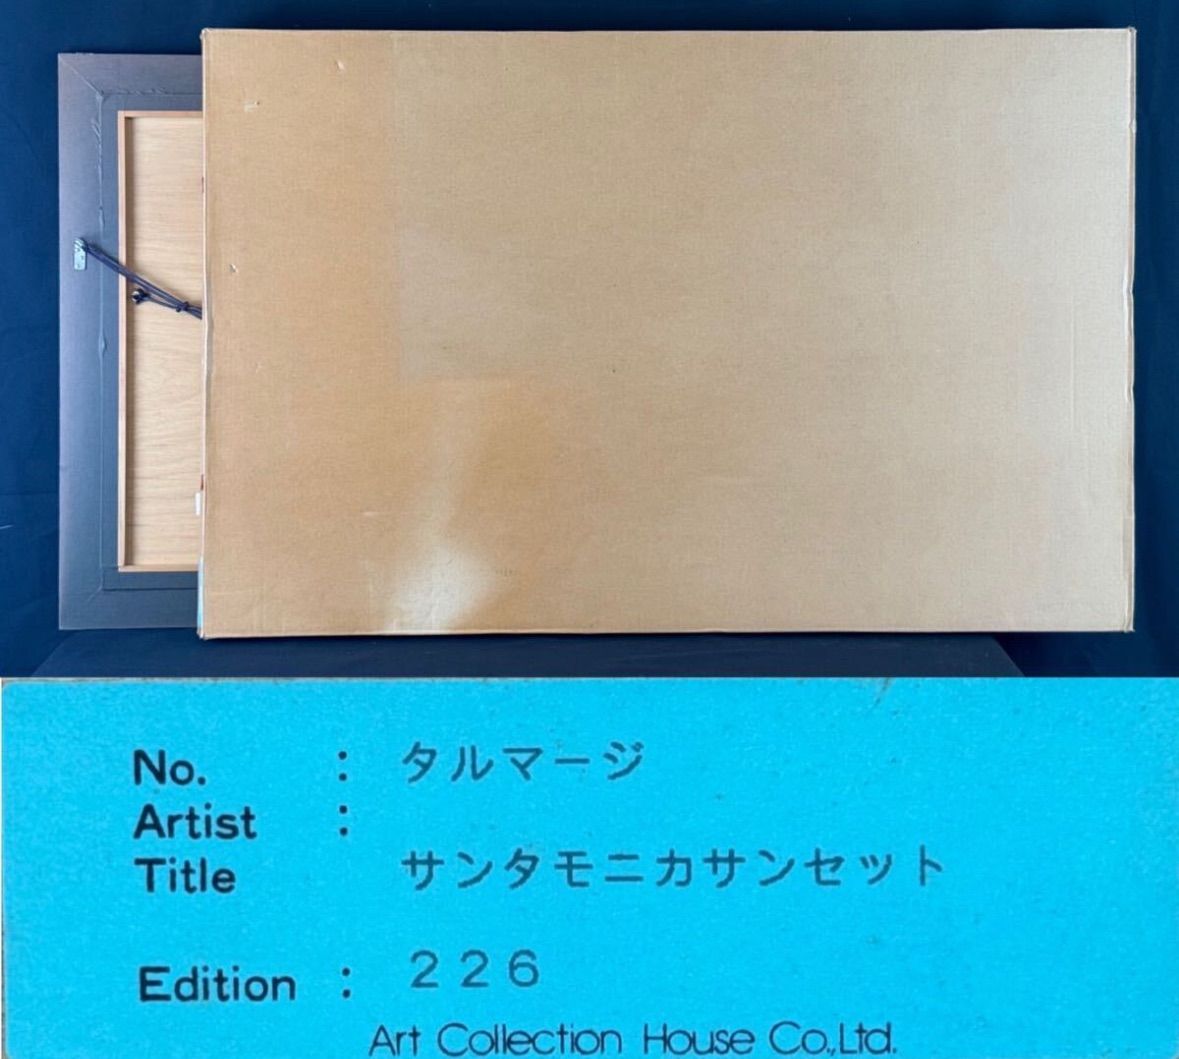 No. : タルマージ
Artist :
Title サンタモニカサンセット
Edition : 226
Art Collection House Co.,Ltd.